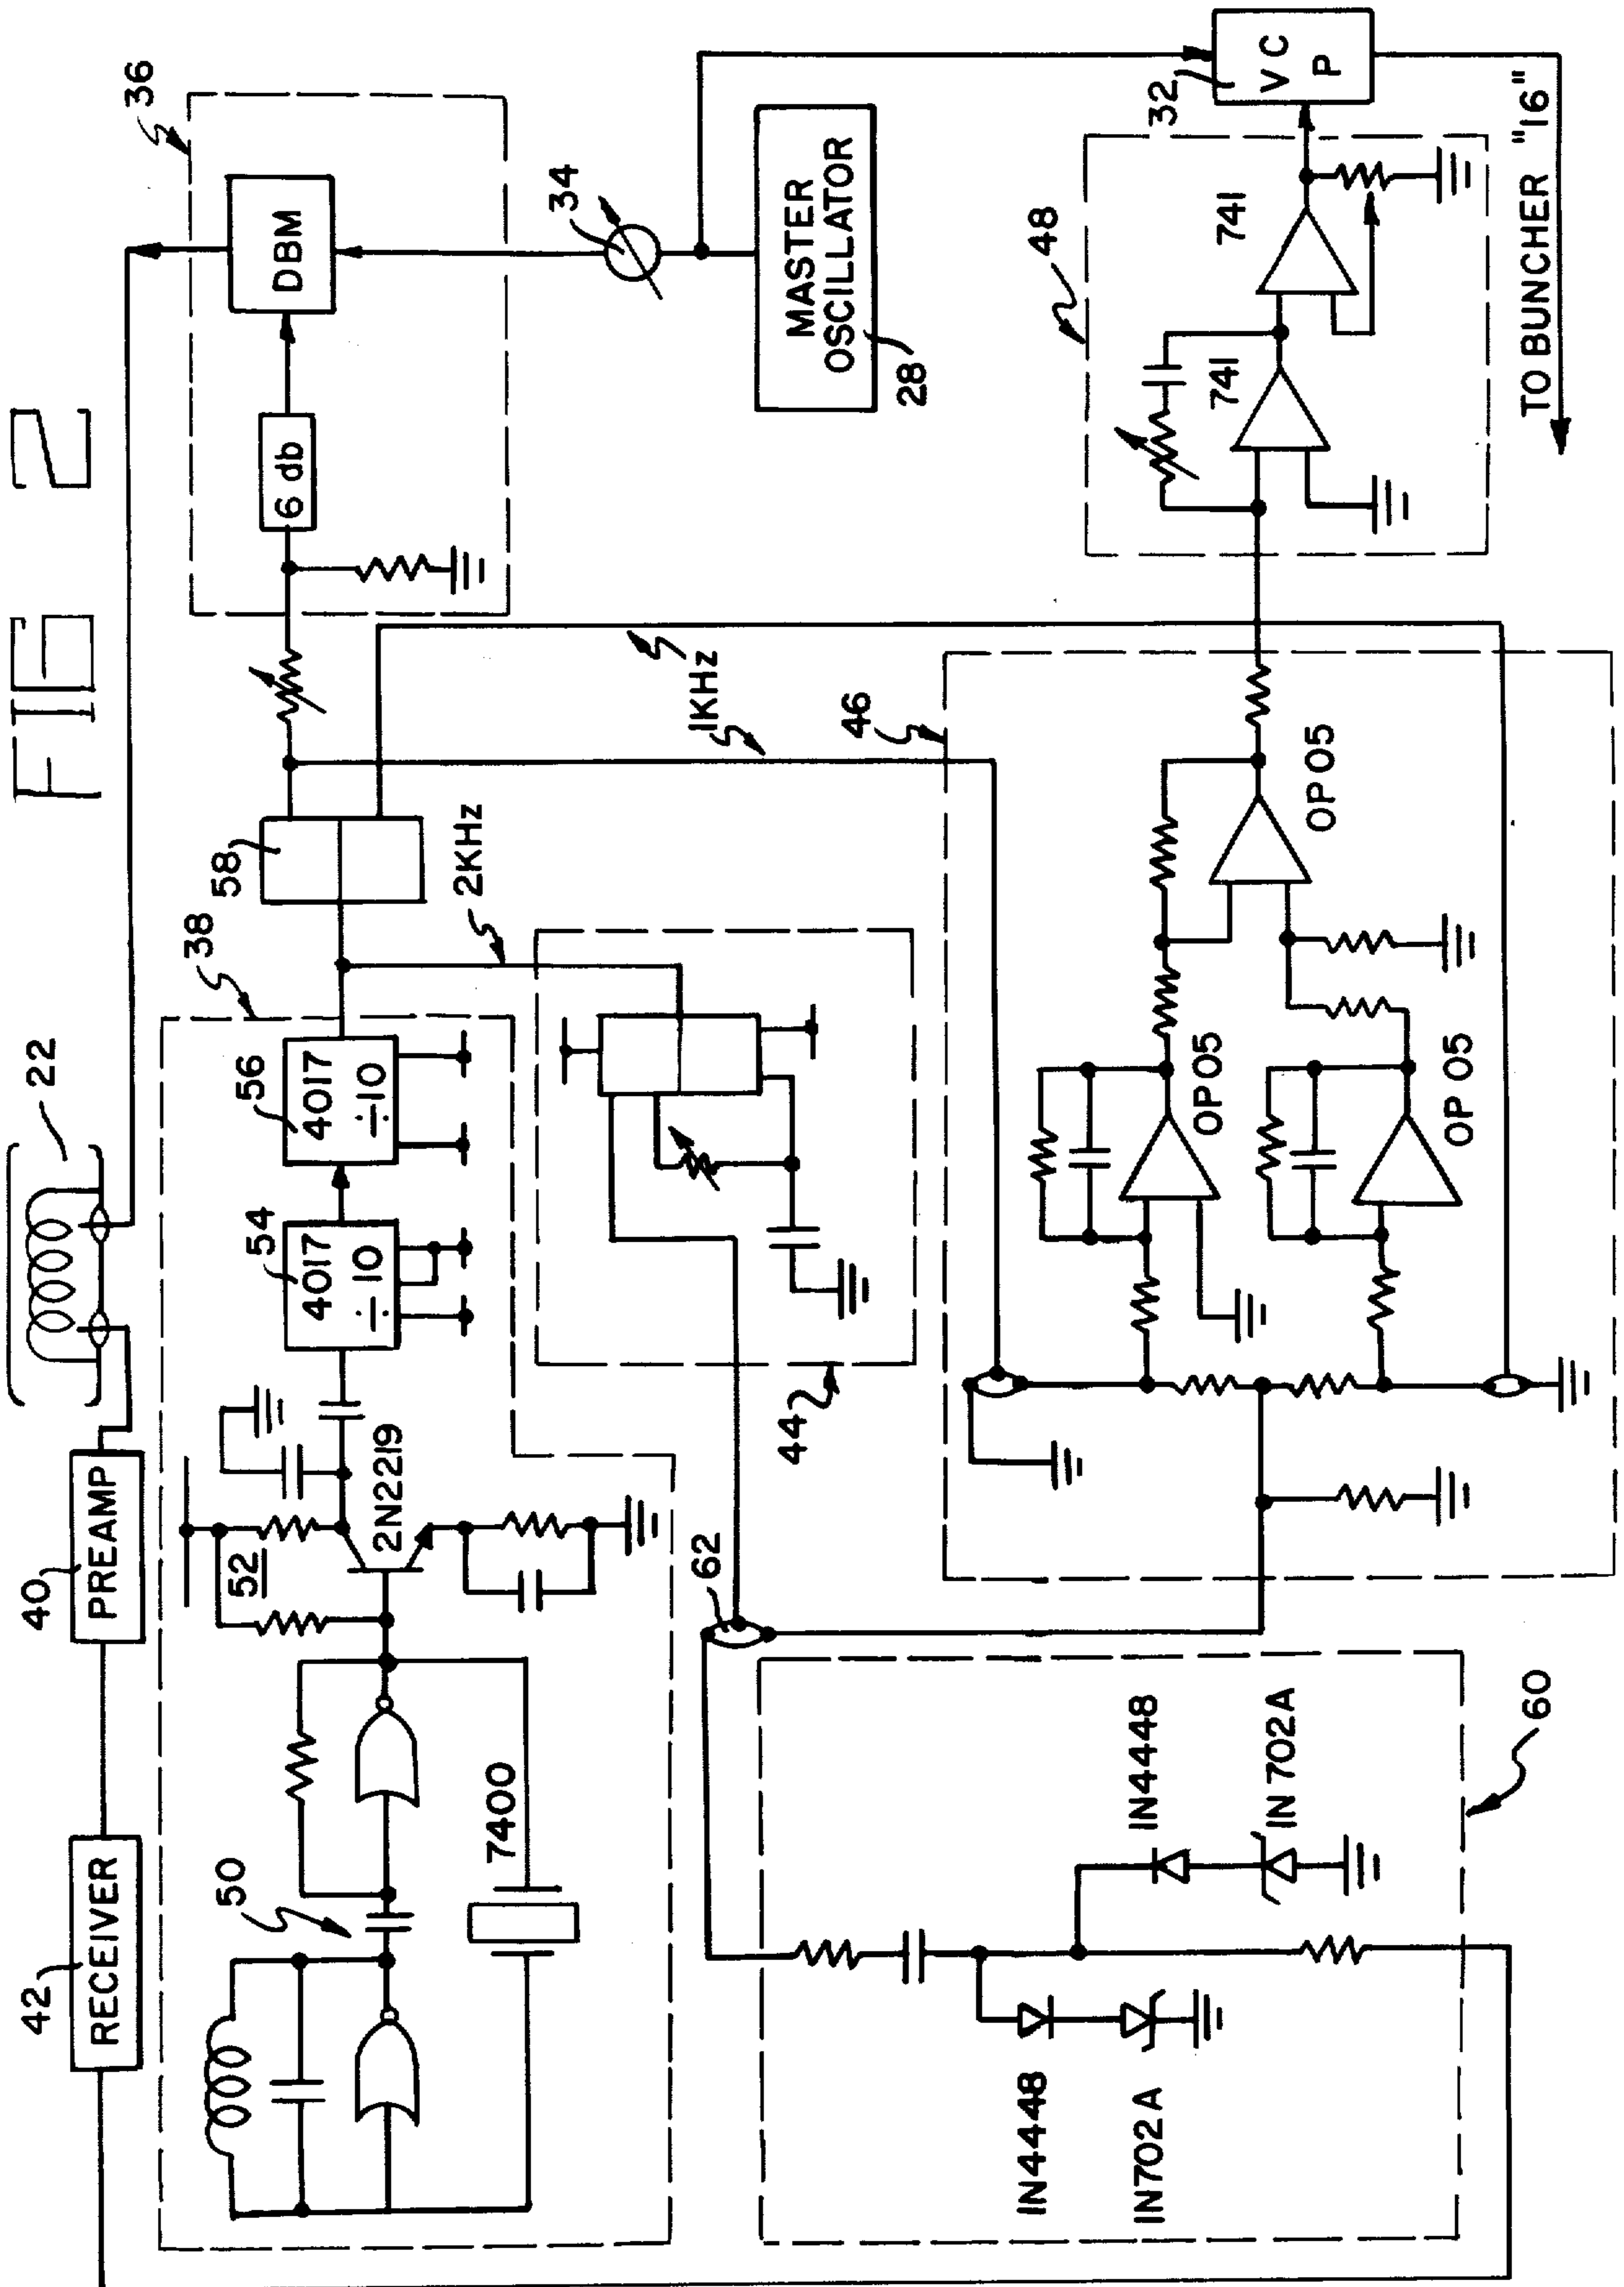 FIG 2
22
40
PREAMP
42
RECEIVER
36
DBM
6 db
34
MASTER
OSCILLATOR
28
32
V C
P
TO BUNCHER "16"
48
741
741
58
38
2KHz
1KHz
56
4017
÷10
54
4017
÷10
52
2N2219
50
7400
44
62
46
OP05
OP05
OP 05
60
IN4448
IN702A
IN4448
IN702A